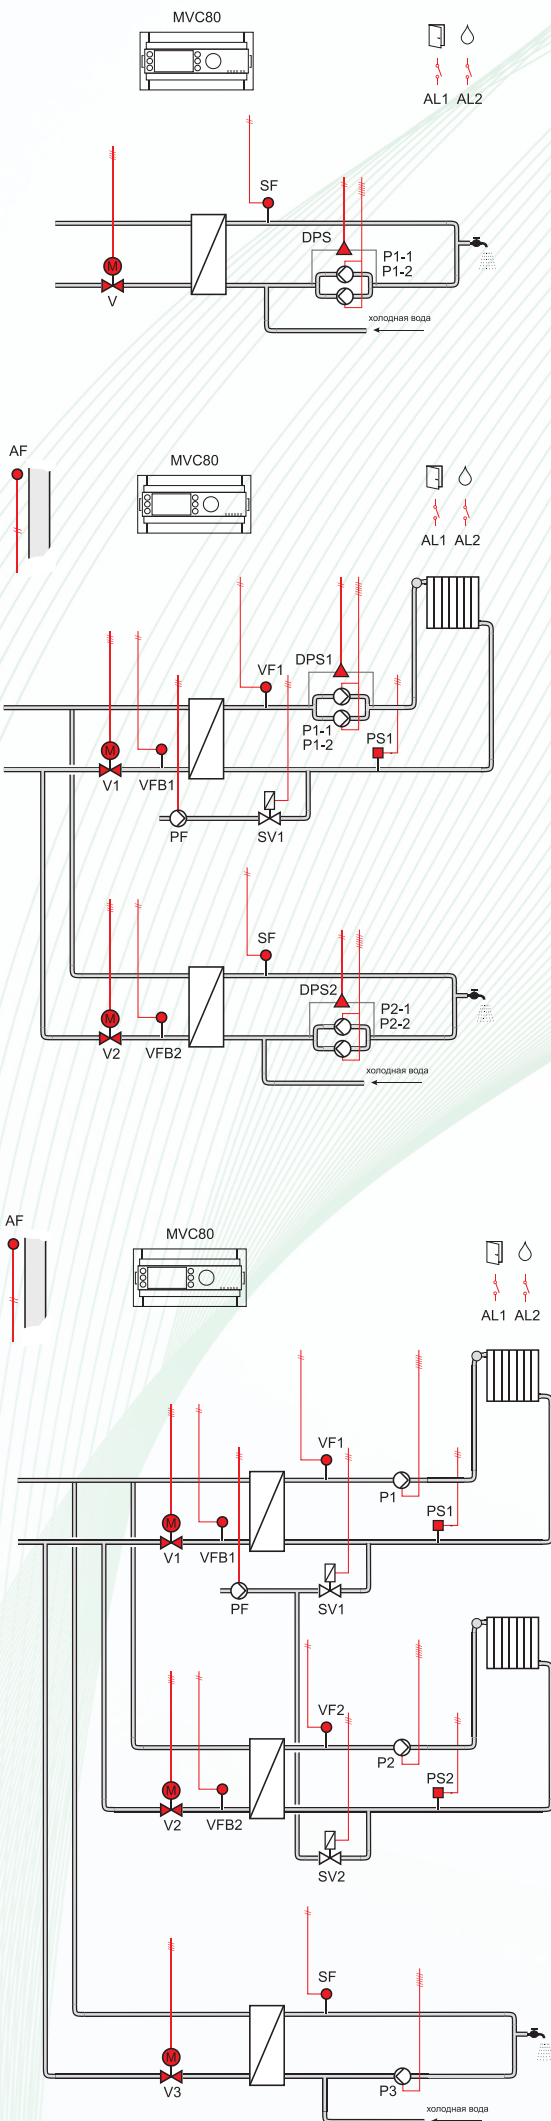 MVC80
AL1 AL2
SF
DPS
P1-1
P1-2
M
V
холодная вода
AF
MVC80
AL1 AL2
VF1
DPS1
P1-1
P1-2
PS1
M
V1
VFB1
PF
SV1
SF
DPS2
P2-1
P2-2
M
V2
VFB2
холодная вода
AF
MVC80
AL1 AL2
VF1
P1
PS1
M
V1
VFB1
PF
SV1
VF2
P2
PS2
M
V2
VFB2
SV2
SF
M
V3
P3
холодная вода